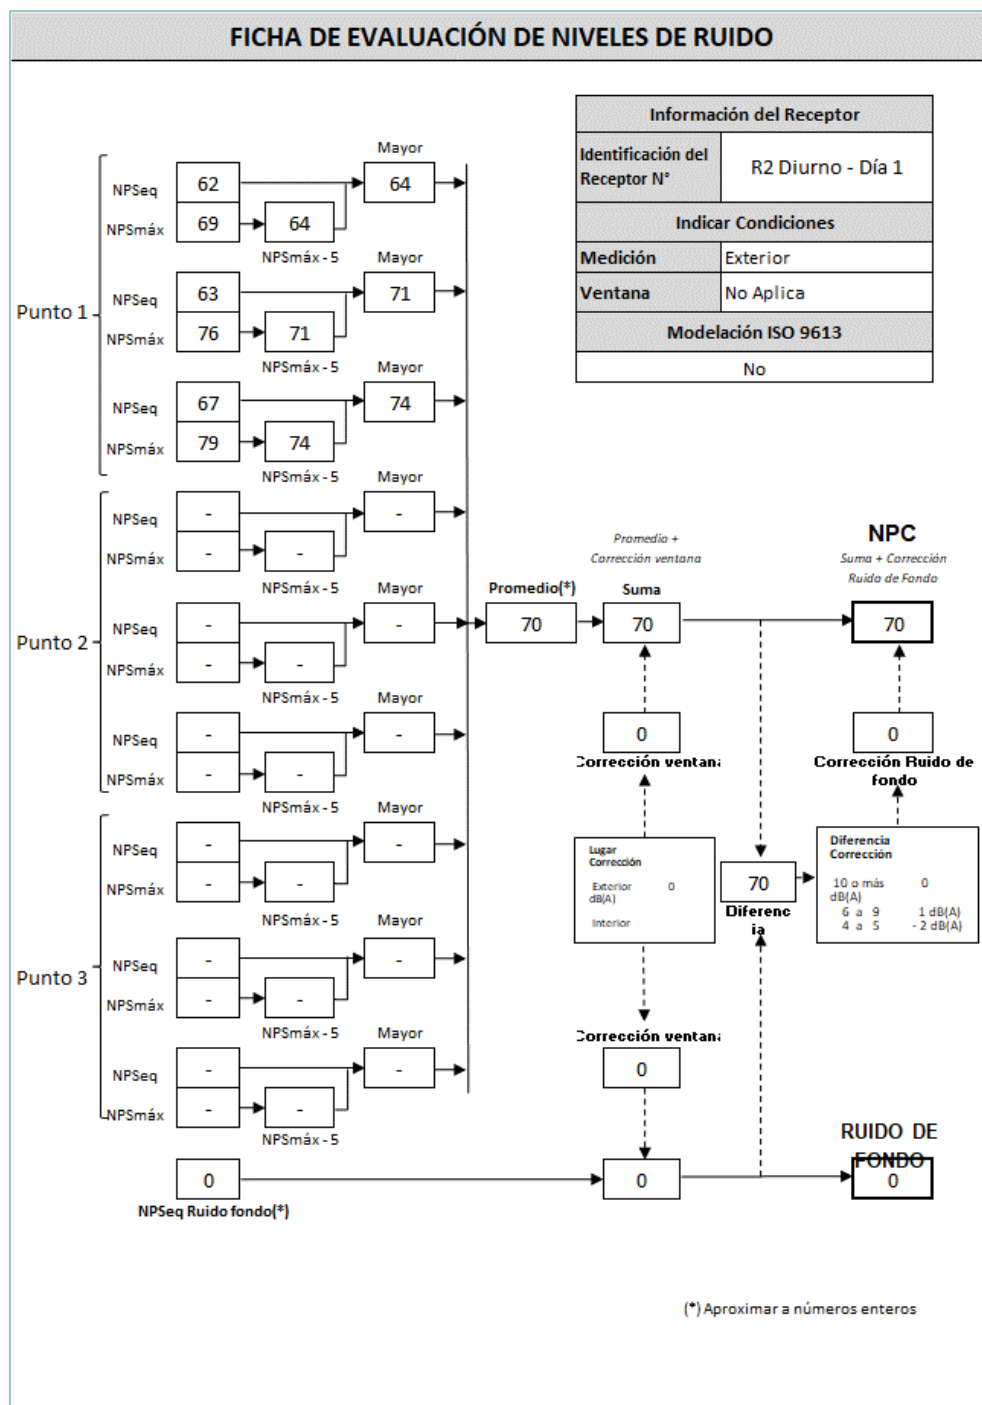 FICHA DE EVALUACIÓN DE NIVELES DE RUIDO
Información del Receptor
Identificación del
Receptor N°
R2 Diurno - Día 1
Indicar Condiciones
Medición
Exterior
Ventana
No Aplica
Modelación ISO 9613
No
Punto 1
Mayor
NPSeq
62
64
NPSmáx
69
64
NPSmáx - 5
Mayor
NPSeq
63
71
NPSmáx
76
71
NPSmáx - 5
Mayor
NPSeq
67
74
NPSmáx
79
74
NPSmáx - 5
Punto 2
Mayor
NPSeq
-
-
NPSmáx
-
-
NPSmáx - 5
Mayor
NPSeq
-
-
NPSmáx
-
-
NPSmáx - 5
Mayor
NPSeq
-
-
NPSmáx
-
-
NPSmáx - 5
Punto 3
Mayor
NPSeq
-
-
NPSmáx
-
-
NPSmáx - 5
Mayor
NPSeq
-
-
NPSmáx
-
-
NPSmáx - 5
Mayor
NPSeq
-
-
NPSmáx
-
-
NPSmáx - 5
0
NPSeq Ruido fondo(*)
Promedio(*)
70
Promedio +
Corrección ventana
Suma
70
0
Corrección ventana
Lugar
Corrección
Exterior 0
dB(A)
Interior
Corrección ventana
0
0
70
Diferenc
ia
NPC
Suma + Corrección
Ruido de Fondo
70
0
Corrección Ruido de
fondo
Diferencia
Corrección
10 o más 0
dB(A)
6 a 9 1 dB(A)
4 a 5 - 2 dB(A)
RUIDO DE
FONDO
0
(*) Aproximar a números enteros